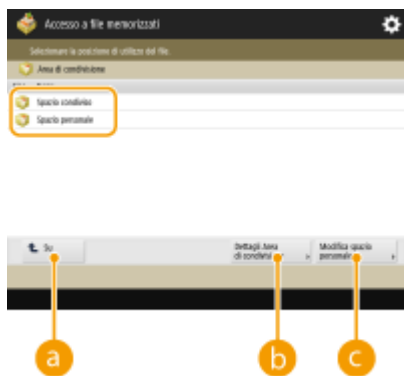 Accesso a file memorizzati
Selezionare la posizione di utilizzo del file.
Area di condivisione
Spazio condiviso
Spazio personale
Su
Dettagli Area
di condivisione
Modifica spazio
personale
a
b
c